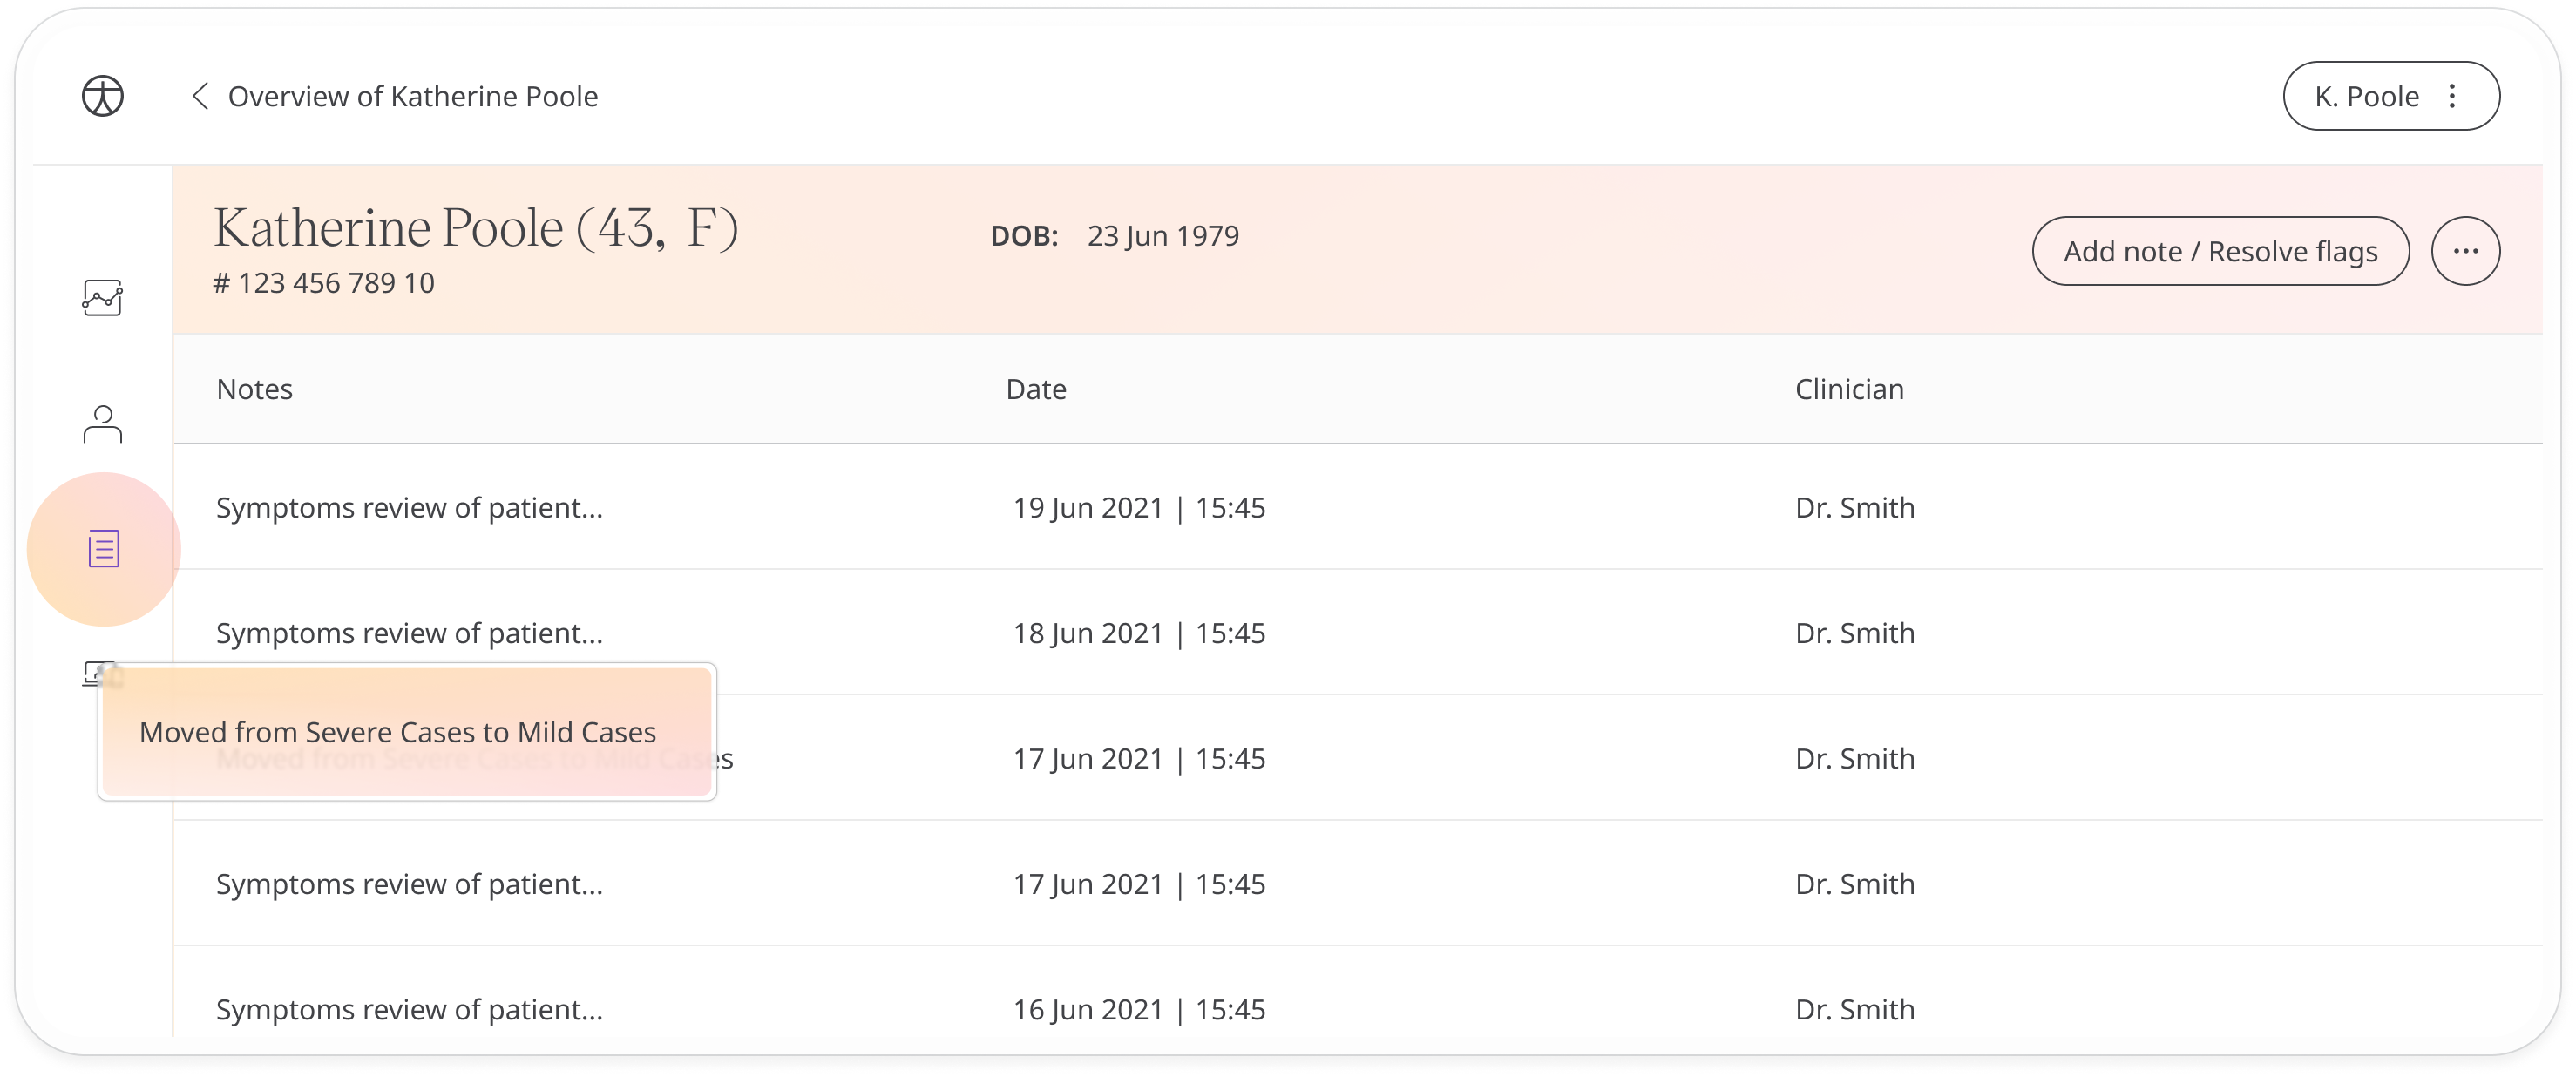 Overview of Katherine Poole
K. Poole
Katherine Poole (43, F)
# 123 456 789 10
DOB: 23 Jun 1979
Add note / Resolve flags
Notes Date Clinician
Symptoms review of patient... 19 Jun 2021 | 15:45 Dr. Smith
Symptoms review of patient... 18 Jun 2021 | 15:45 Dr. Smith
Moved from Severe Cases to Mild Cases
Moved from Severe Cases to Mild Cases 17 Jun 2021 | 15:45 Dr. Smith
Symptoms review of patient... 17 Jun 2021 | 15:45 Dr. Smith
Symptoms review of patient... 16 Jun 2021 | 15:45 Dr. Smith